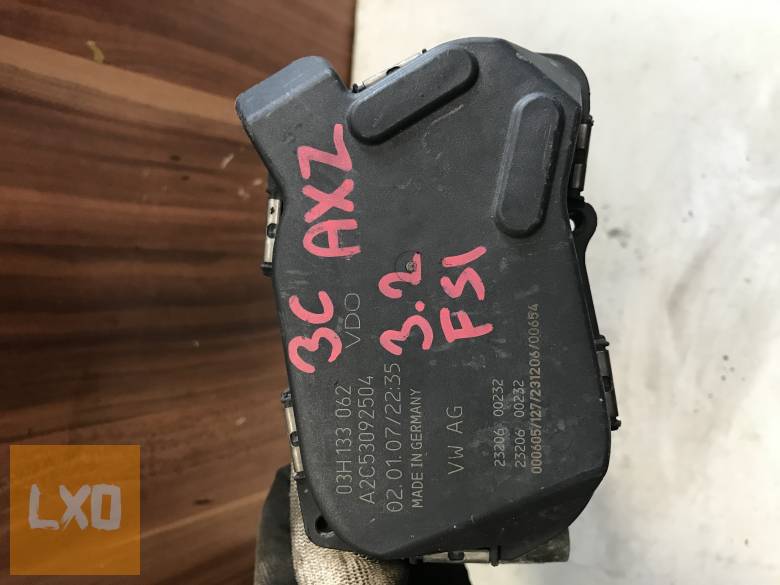 3C AXZ
3.2
FSI
VDO
03H 133 062
A2C53092504
02.01.07/22:35
MADE IN GERMANY
VW AG
23206 00232
23206 00232
000605/127/231206/00654
LXO